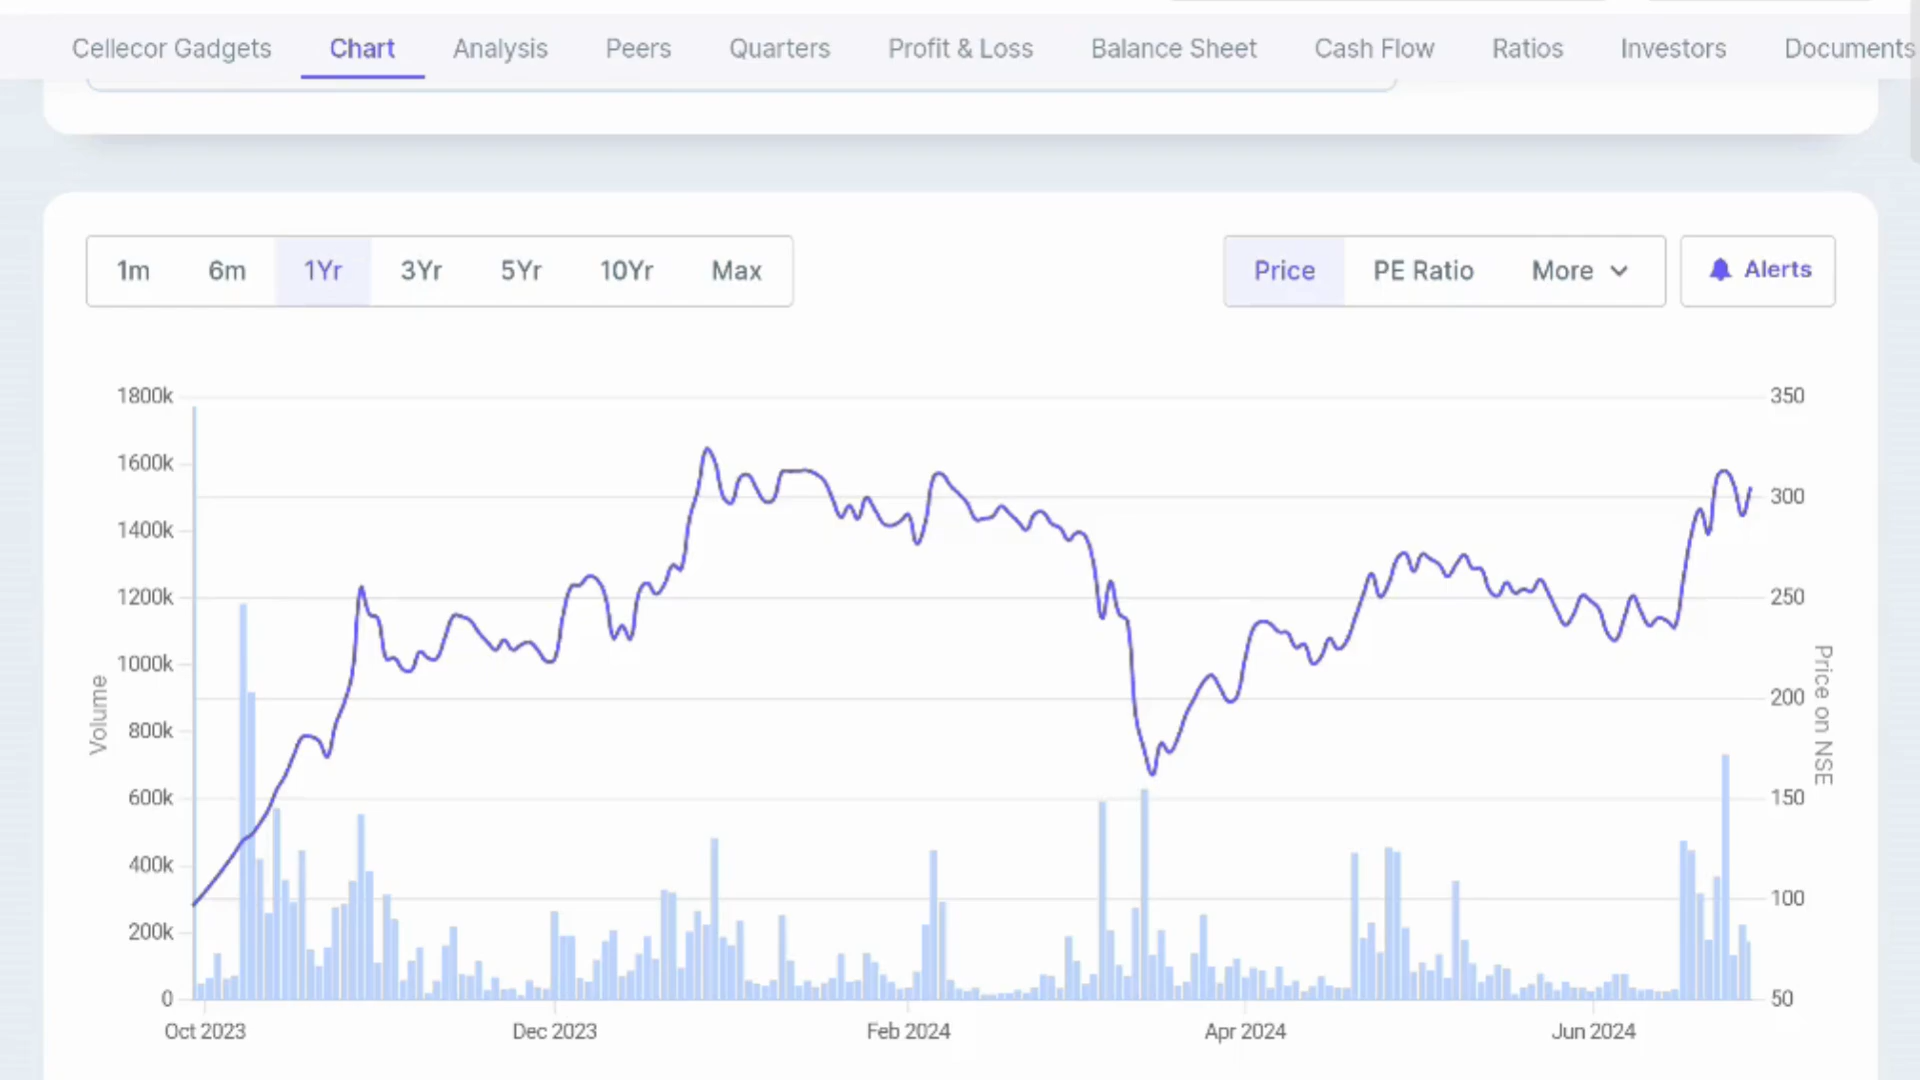 Cellecor Gadgets Chart Analysis Peers Quarters Profit & Loss Balance Sheet Cash Flow Ratios Investors Documents
1m 6m 1Yr 3Yr 5Yr 10Yr Max Price PE Ratio More Alerts
1800k 350
1600k
300
1400k
1200k 250
1000k
200
800k
600k 150
400k
100
200k
0 50
Volume
Price on NSE
Oct 2023 Dec 2023 Feb 2024 Apr 2024 Jun 2024